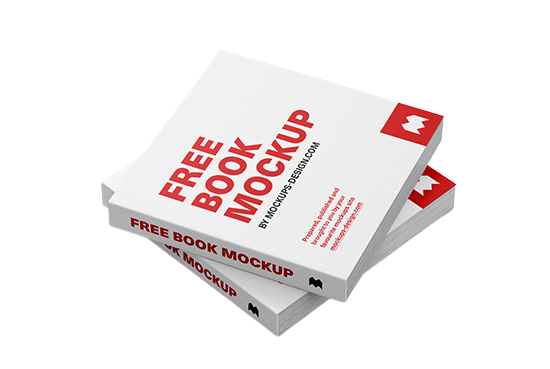 FREE
BOOK
MOCKUP
BY MOCKUPS-DESIGN.COM
Prepared, published and
brought to you by your
favourite mockups site
mockups-design.com
FREE BOOK MOCKUP
MOCKUP